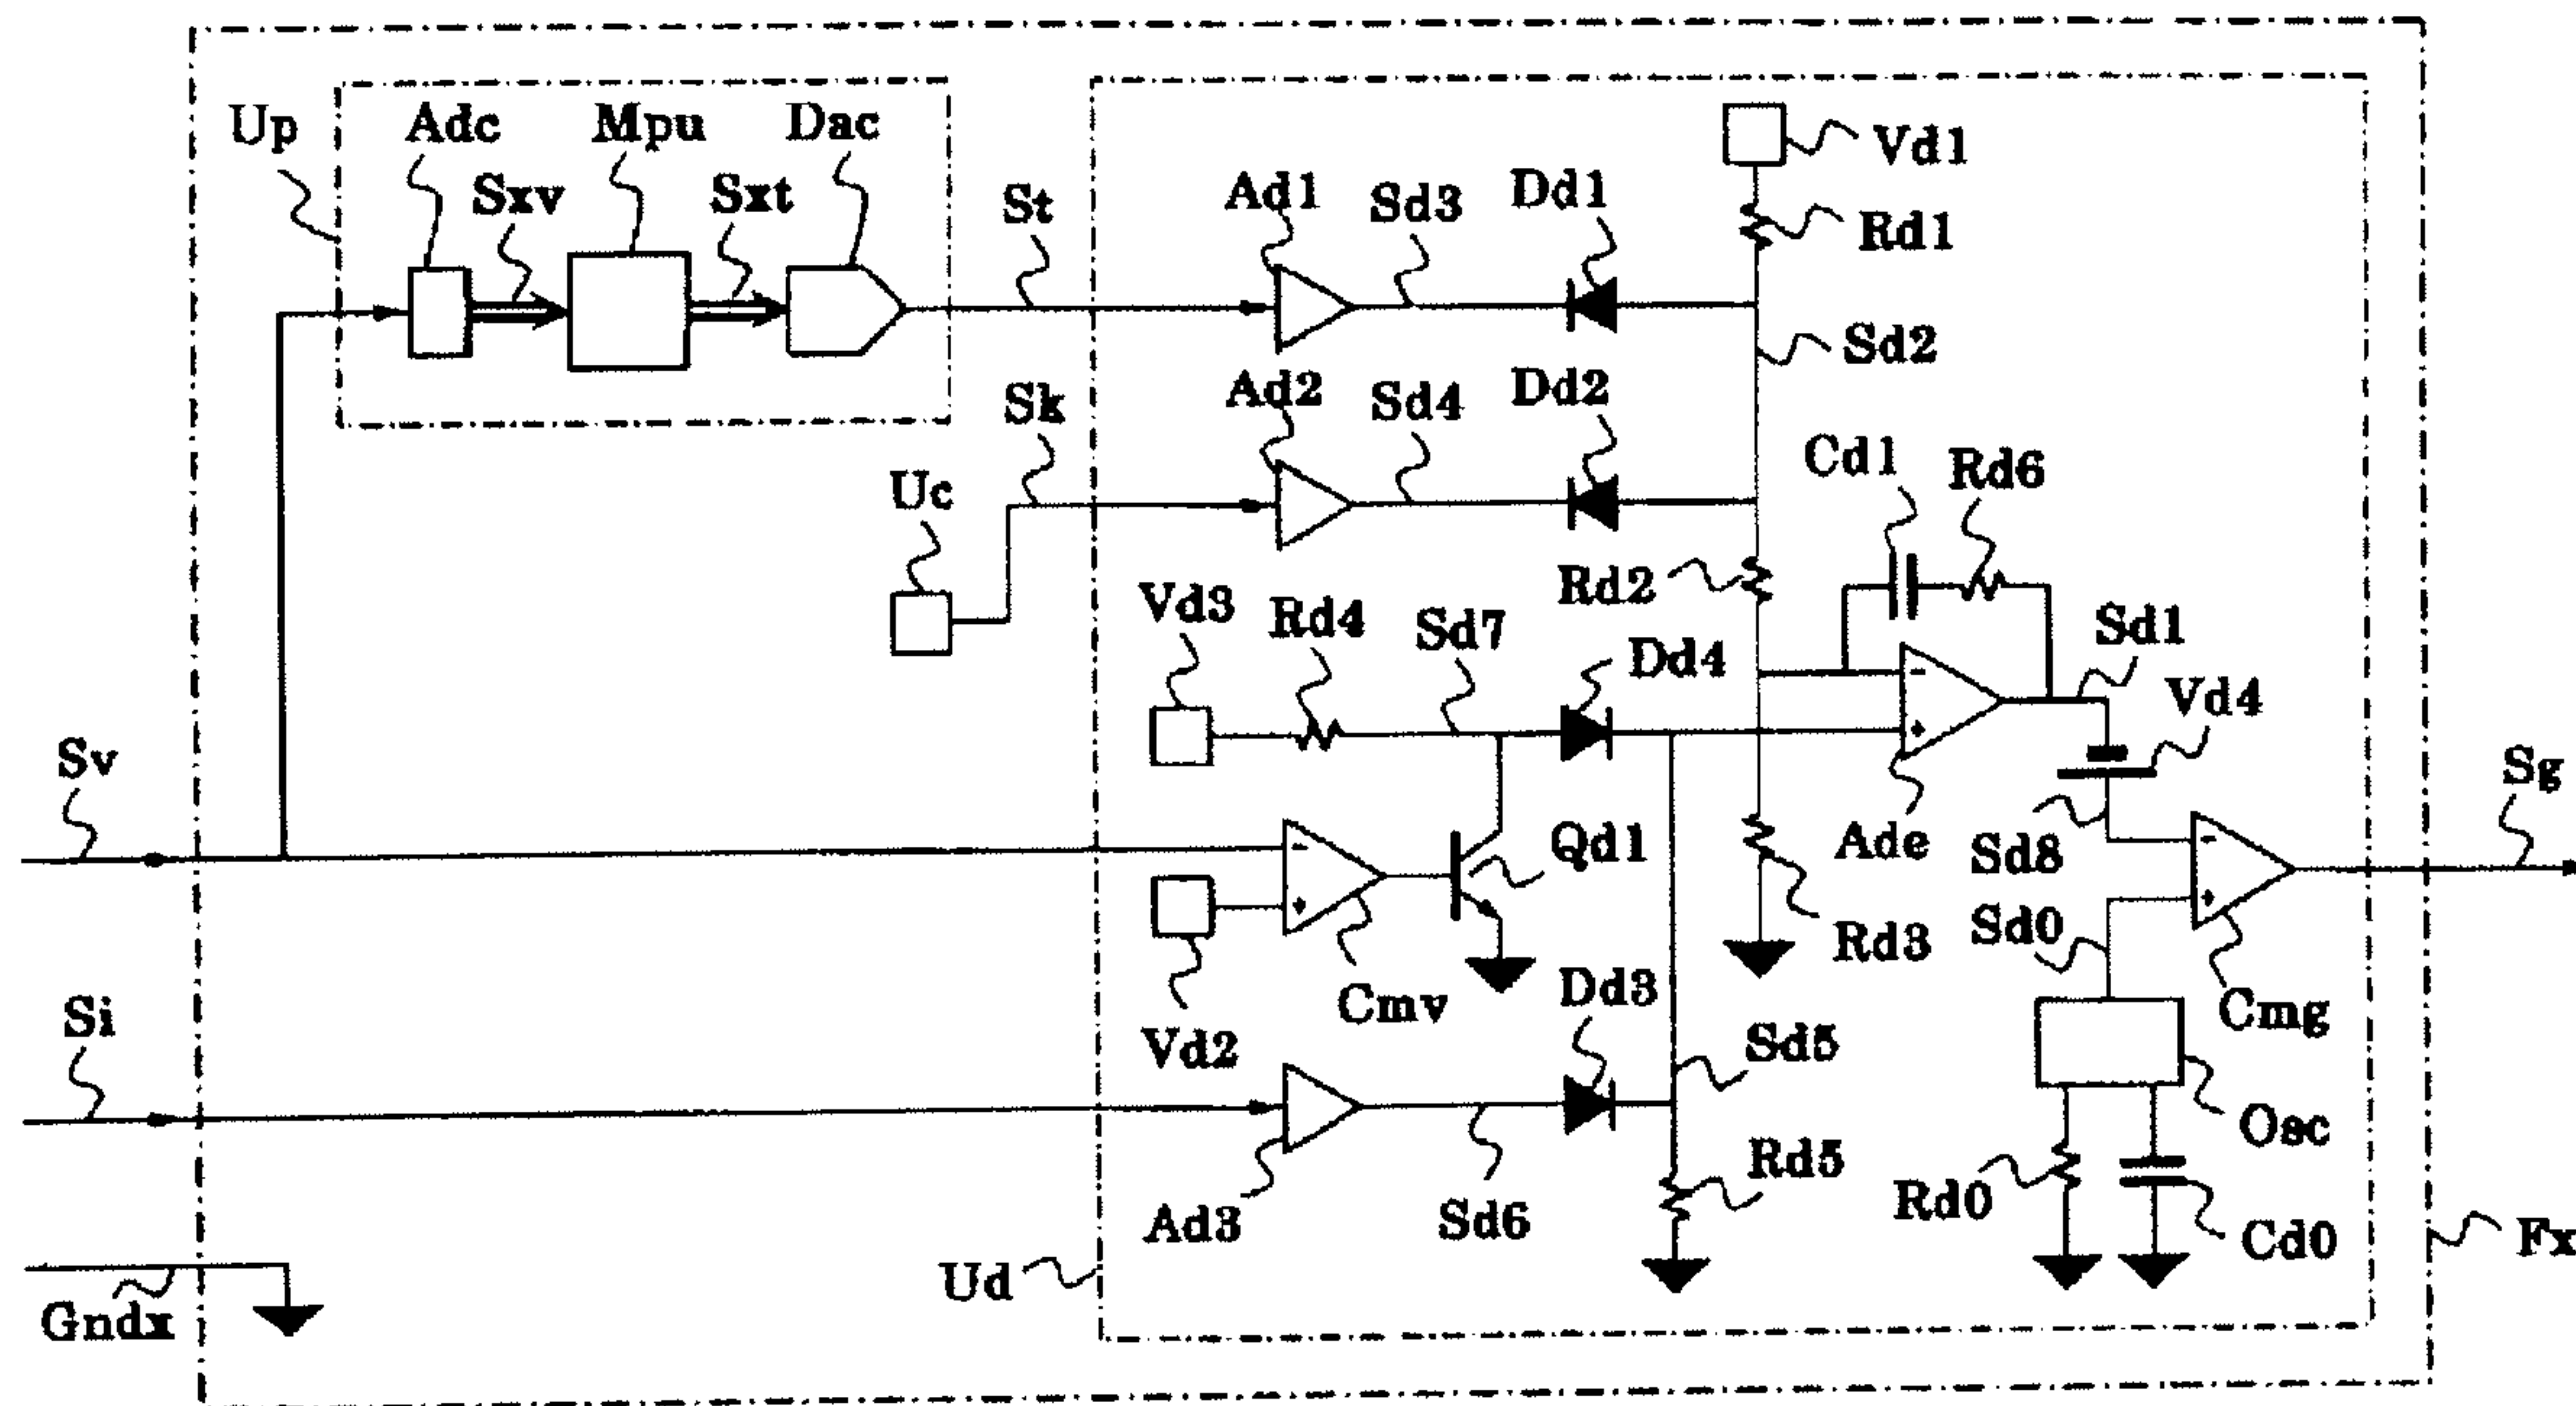 Up
Adc
Mpu
Dac
Sxv
Sxt
St
Ad1
Sd3
Dd1
Vd1
Rd1
Sd2
Sk
Ad2
Sd4
Dd2
Uc
Cd1
Rd6
Rd2
Vd3
Rd4
Sd7
Dd4
Sd1
Vd4
-
+
Sv
Sg
-
+
Qd1
Ade
Sd8
-
+
Vd2
Cmv
Rd3
Sd0
Cmg
Si
Dd3
Sd5
Osc
Ad3
Sd6
Rd5
Rd0
Cd0
Fx
Ud
Gndx